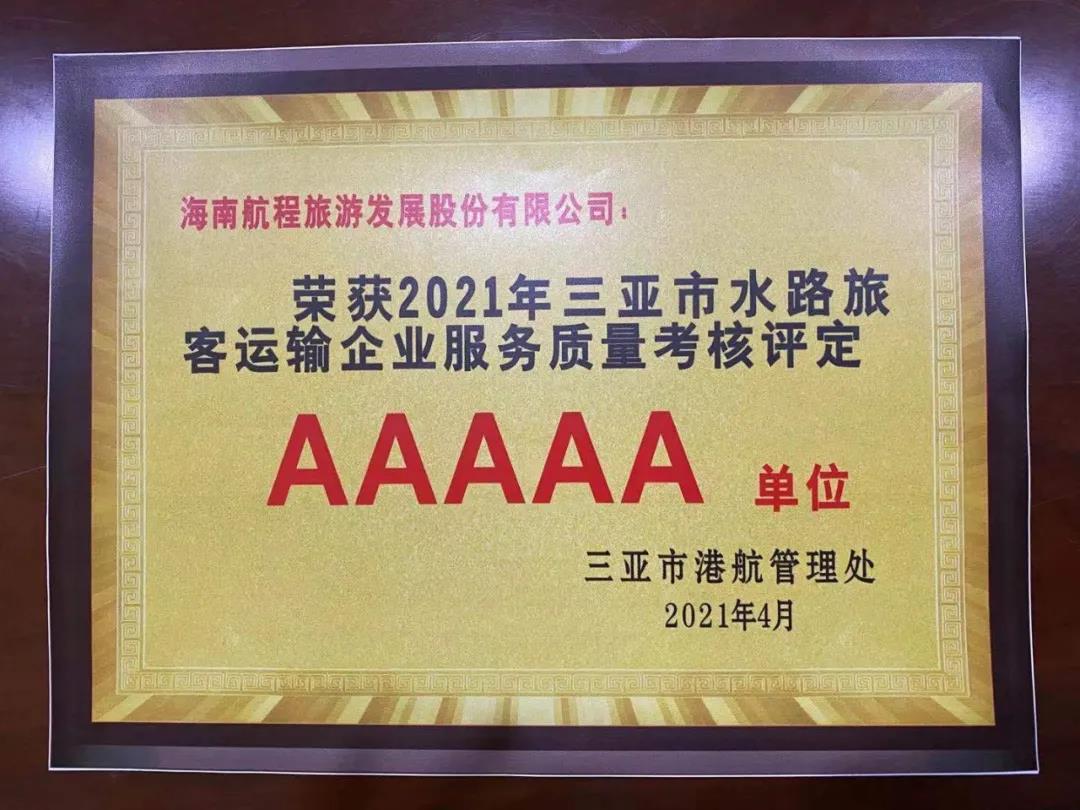 海南航程旅游发展股份有限公司：
荣获2021年三亚市水路旅
客运输企业服务质量考核评定
AAAAA 单位
三亚市港航管理处
2021年4月